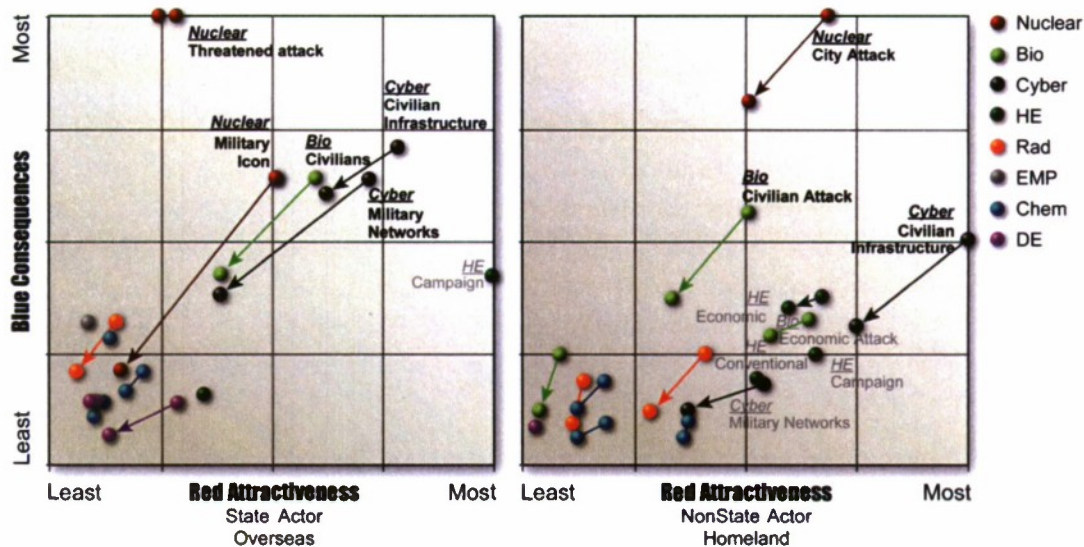 Most
Blue Consequences
Least
Nuclear
Threatened attack
Cyber
Civilian
Infrastructure
Nuclear
Military
Icon
Bio
Civilians
Cyber
Military
Networks
HE
Campaign
Least
Red Attractiveness
Most
State Actor
Overseas
Nuclear
City Attack
Bio
Civilian Attack
Cyber
Civilian
Infrastructure
HE
Economic
Bio
Economic Attack
HE
Conventional
HE
Campaign
Cyber
Military Networks
Least
Red Attractiveness
Most
NonState Actor
Homeland
Nuclear
Bio
Cyber
HE
Rad
EMP
Chem
DE